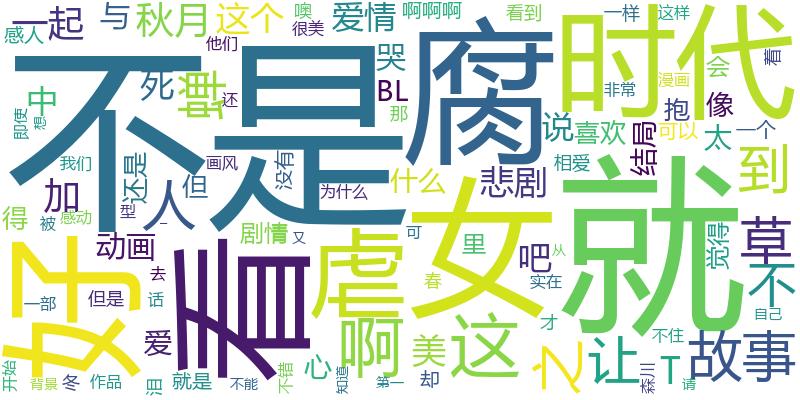 一起
与
秋月
这个
噢
爱情
啊啊啊
看到
一样
这样
感人
很美
他们
不是
腐
时代
哭
BL
那
非常
漫画
着
会
中
死
蝉
还
即使
想
抱
像
说
喜欢
可以
太
一个
结局
我们
还是
但
画风
没有
什么
悲剧
相爱
到
加
人
为什么
得
被
感动
型
一
动画
剧情
又
可
里
吧
从
觉得
草
好
看
虐
女
就
这
不
去
话
一部
但是
春
实在
自己
爱
啊
美
才
不住
之
让
T
故事
开始
背景
冬
作品
泪
就是
不能
不错
心
知道
第一
却
森川
请